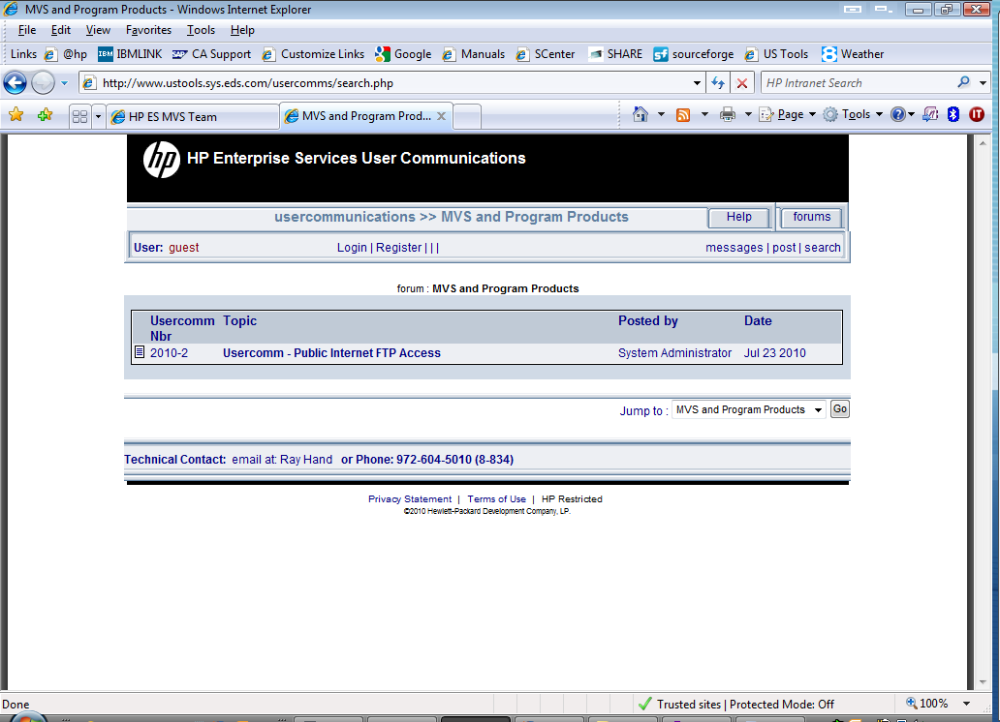 MVS and Program Products - Windows Internet Explorer
File Edit View Favorites Tools Help
Links @hp IBM IBMLINK CA Support Customize Links Google Manuals SCenter SHARE sf sourceforge US Tools Weather
http://www.ustools.sys.eds.com/usercomms/search.php HP Intranet Search
HP ES MVS Team MVS and Program Prod... Page Tools
hp HP Enterprise Services User Communications
usercommunications >> MVS and Program Products Help forums
User: guest Login | Register | | | messages | post | search
forum : MVS and Program Products
Usercomm Topic Posted by Date
Nbr
2010-2 Usercomm - Public Internet FTP Access System Administrator Jul 23 2010
Jump to : MVS and Program Products Go
Technical Contact: email at: Ray Hand or Phone: 972-604-5010 (8-834)
Privacy Statement | Terms of Use | HP Restricted
©2010 Hewlett-Packard Development Company, LP.
Done Trusted sites | Protected Mode: Off 100%